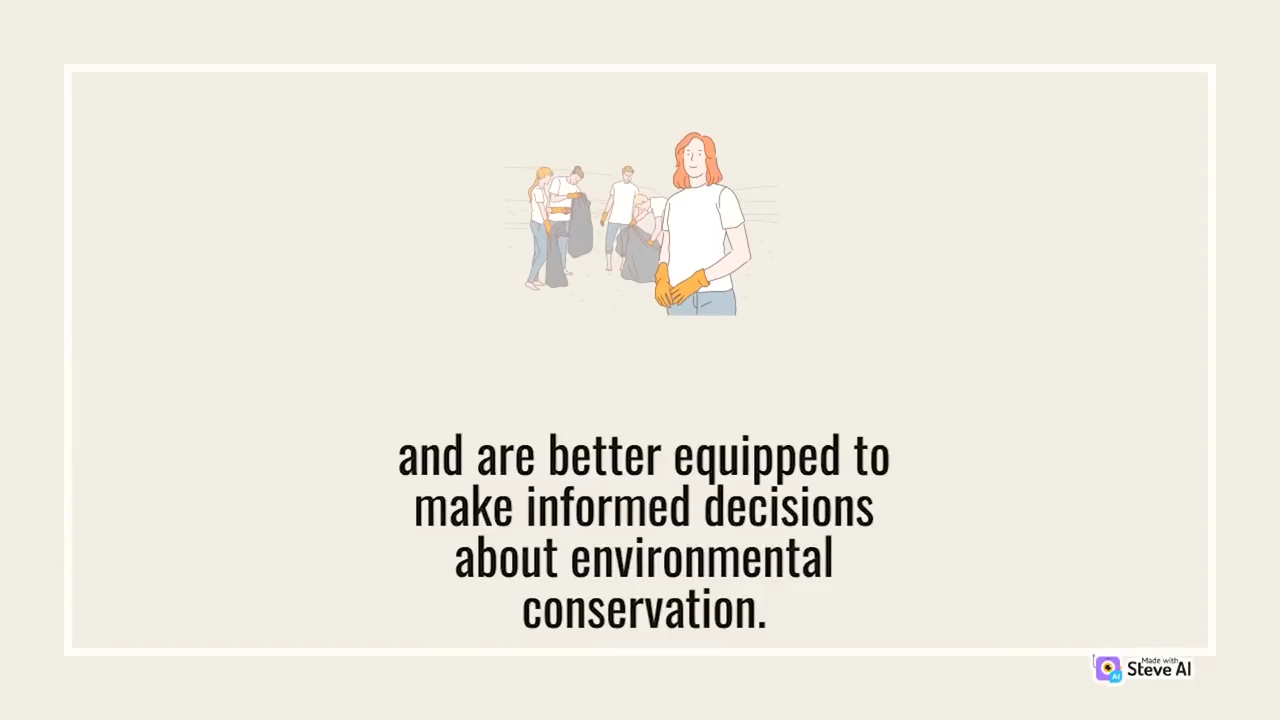 and are better equipped to
make informed decisions
about environmental
conservation.
Made with
Steve AI